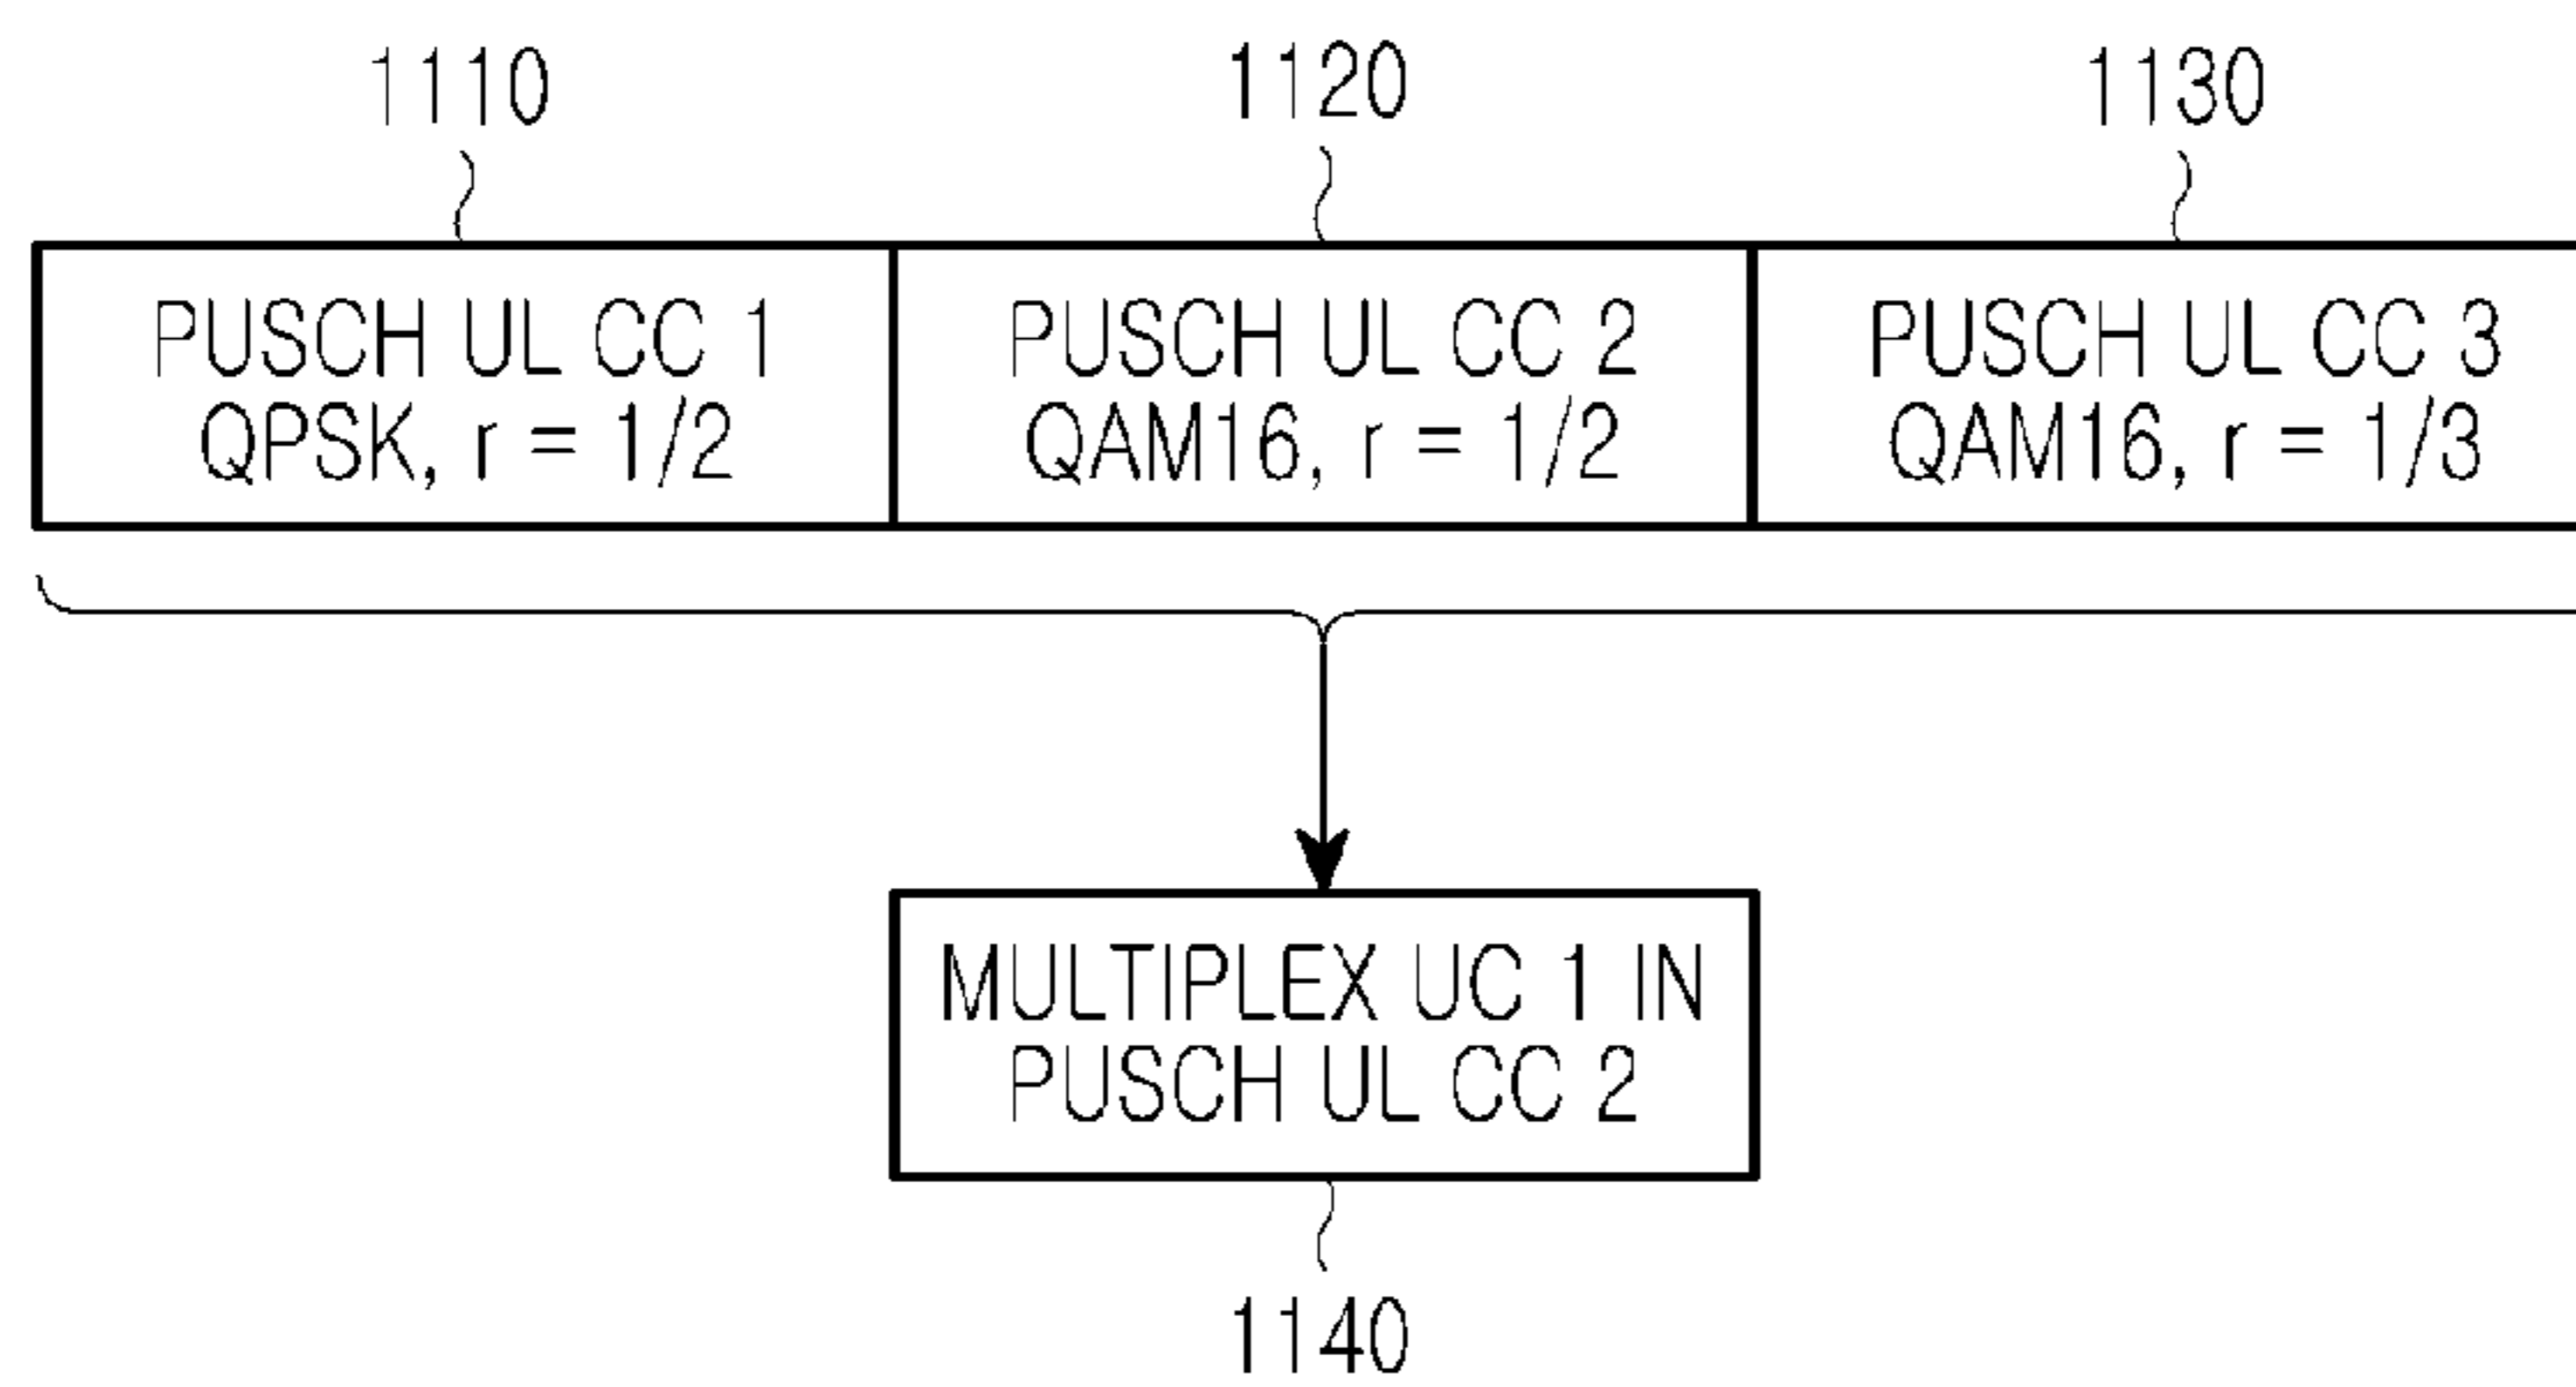 1110
1120
1130
PUSCH UL CC 1
QPSK, r = 1/2
PUSCH UL CC 2
QAM16, r = 1/2
PUSCH UL CC 3
QAM16, r = 1/3
MULTIPLEX UC 1 IN
PUSCH UL CC 2
1140